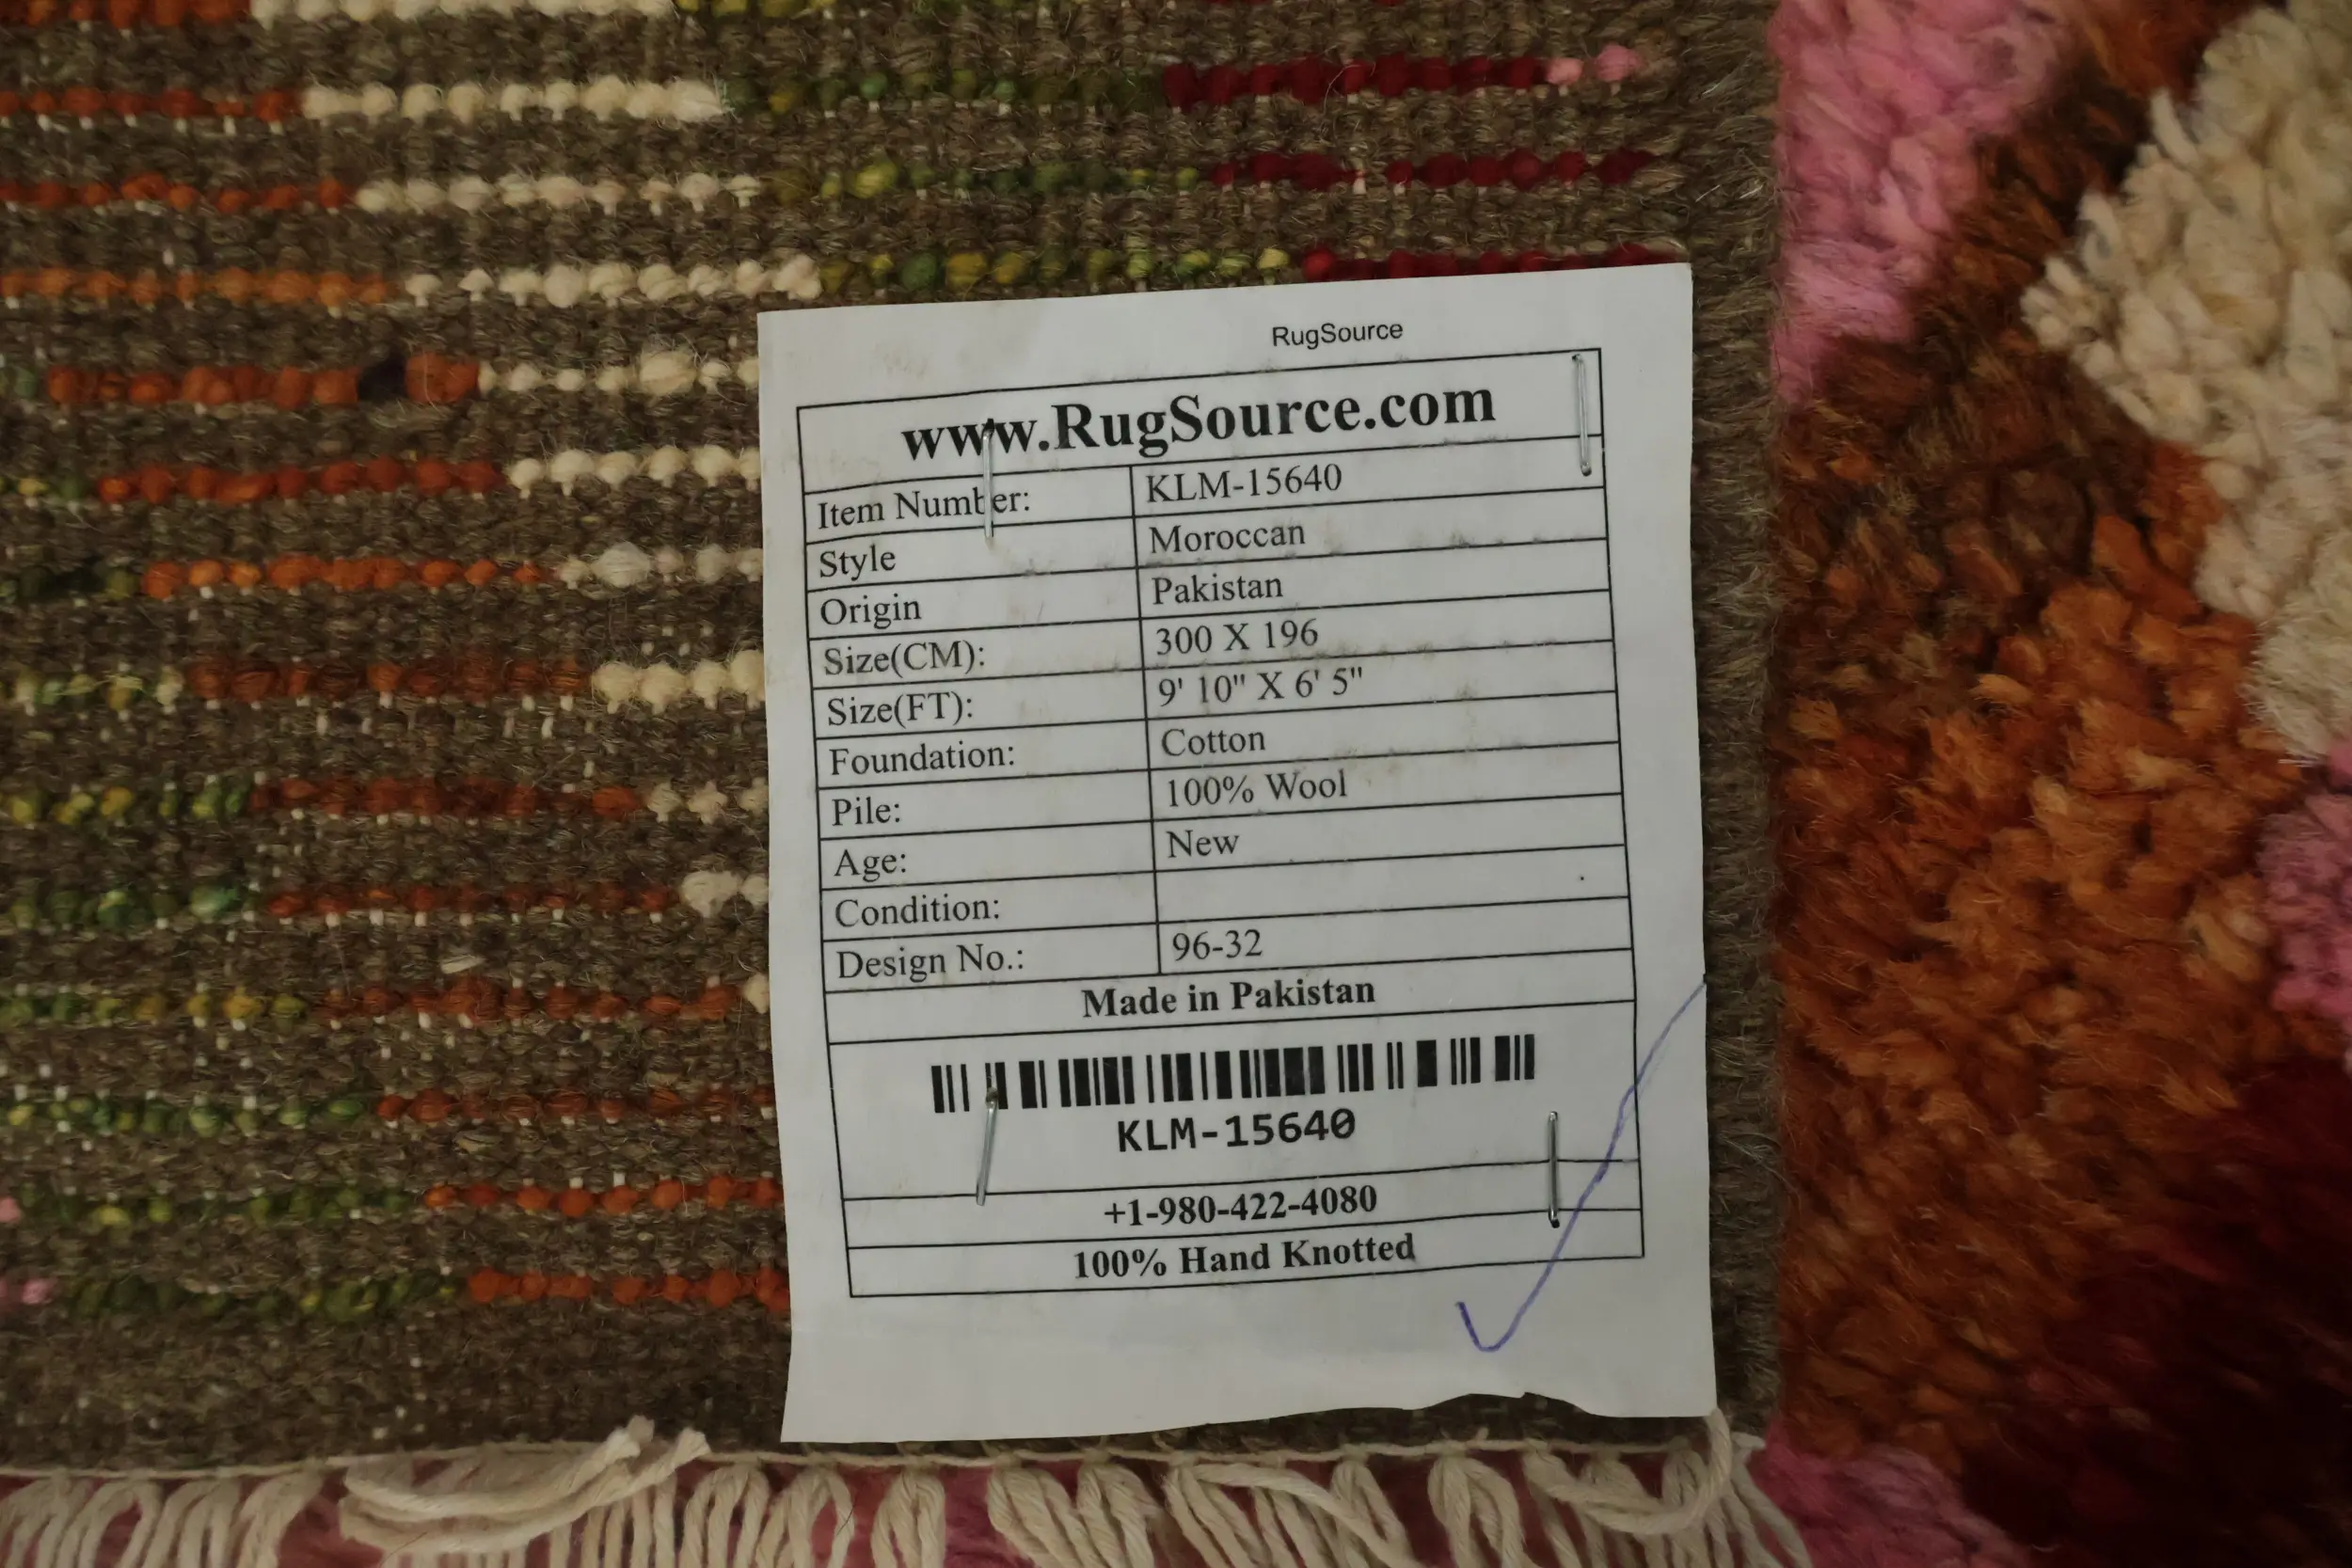 RugSource
www.RugSource.com
Item Number: KLM-15640
Style Moroccan
Origin Pakistan
Size(CM): 300 X 196
Size(FT): 9' 10" X 6' 5"
Foundation: Cotton
Pile: 100% Wool
Age: New
Condition:
Design No.: 96-32
Made in Pakistan
KLM-15640
+1-980-422-4080
100% Hand Knotted